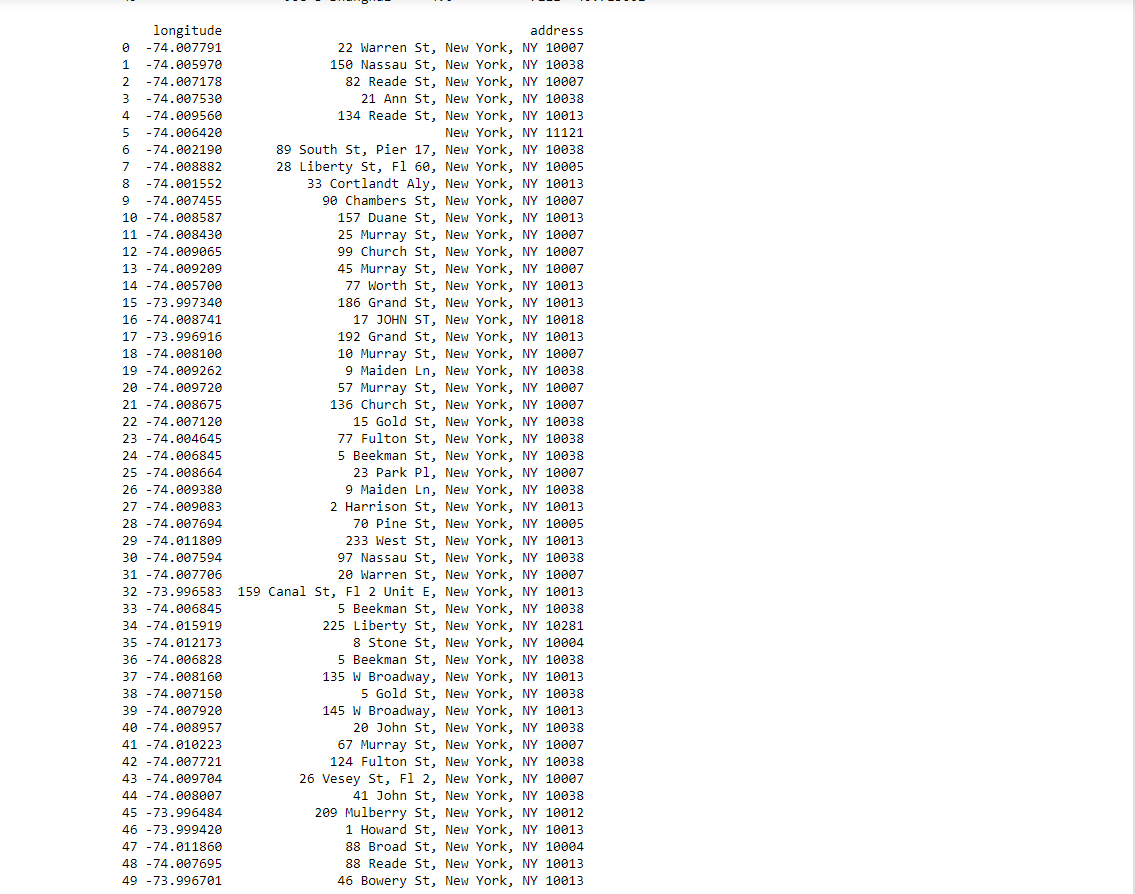 longitude address
0 -74.007791 22 Warren St, New York, NY 10007
1 -74.005970 150 Nassau St, New York, NY 10038
2 -74.007178 82 Reade St, New York, NY 10007
3 -74.007530 21 Ann St, New York, NY 10038
4 -74.009560 134 Reade St, New York, NY 10013
5 -74.006420 New York, NY 11121
6 -74.002190 89 South St, Pier 17, New York, NY 10038
7 -74.008882 28 Liberty St, Fl 60, New York, NY 10005
8 -74.001552 33 Cortlandt Aly, New York, NY 10013
9 -74.007455 90 Chambers St, New York, NY 10007
10 -74.008587 157 Duane St, New York, NY 10013
11 -74.008430 25 Murray St, New York, NY 10007
12 -74.009065 99 Church St, New York, NY 10007
13 -74.009209 45 Murray St, New York, NY 10007
14 -74.005700 77 Worth St, New York, NY 10013
15 -73.997340 186 Grand St, New York, NY 10013
16 -74.008741 17 JOHN ST, New York, NY 10018
17 -73.996916 192 Grand St, New York, NY 10013
18 -74.008100 10 Murray St, New York, NY 10007
19 -74.009262 9 Maiden Ln, New York, NY 10038
20 -74.009720 57 Murray St, New York, NY 10007
21 -74.008675 136 Church St, New York, NY 10007
22 -74.007120 15 Gold St, New York, NY 10038
23 -74.004645 77 Fulton St, New York, NY 10038
24 -74.006845 5 Beekman St, New York, NY 10038
25 -74.008664 23 Park Pl, New York, NY 10007
26 -74.009380 9 Maiden Ln, New York, NY 10038
27 -74.009083 2 Harrison St, New York, NY 10013
28 -74.007694 70 Pine St, New York, NY 10005
29 -74.011809 233 West St, New York, NY 10013
30 -74.007594 97 Nassau St, New York, NY 10038
31 -74.007706 20 Warren St, New York, NY 10007
32 -73.996583 159 Canal St, Fl 2 Unit E, New York, NY 10013
33 -74.006845 5 Beekman St, New York, NY 10038
34 -74.015919 225 Liberty St, New York, NY 10281
35 -74.012173 8 Stone St, New York, NY 10004
36 -74.006828 5 Beekman St, New York, NY 10038
37 -74.008160 135 W Broadway, New York, NY 10013
38 -74.007150 5 Gold St, New York, NY 10038
39 -74.007920 145 W Broadway, New York, NY 10013
40 -74.008957 20 John St, New York, NY 10038
41 -74.010223 67 Murray St, New York, NY 10007
42 -74.007721 124 Fulton St, New York, NY 10038
43 -74.009704 26 Vesey St, Fl 2, New York, NY 10007
44 -74.008007 41 John St, New York, NY 10038
45 -73.996484 209 Mulberry St, New York, NY 10012
46 -73.999420 1 Howard St, New York, NY 10013
47 -74.011860 88 Broad St, New York, NY 10004
48 -74.007695 88 Reade St, New York, NY 10013
49 -73.996701 46 Bowery St, New York, NY 10013